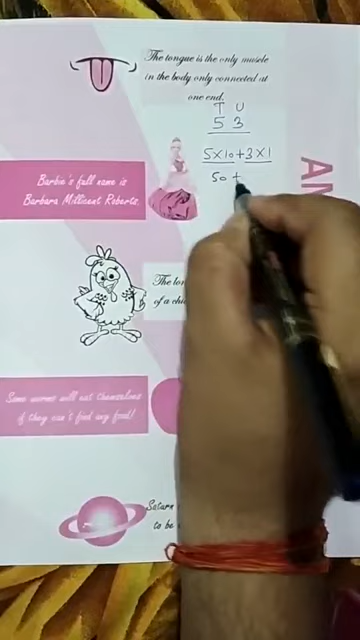 The tongue is the only muscle
in the body only connected at
one end.
T U
5 3
5×10+3×1
50 +
Barbie's full name is
Barbara Millicent Roberts.
of a chi
Some worms will eat themselves
if they can't find any food!
Saturn
to be